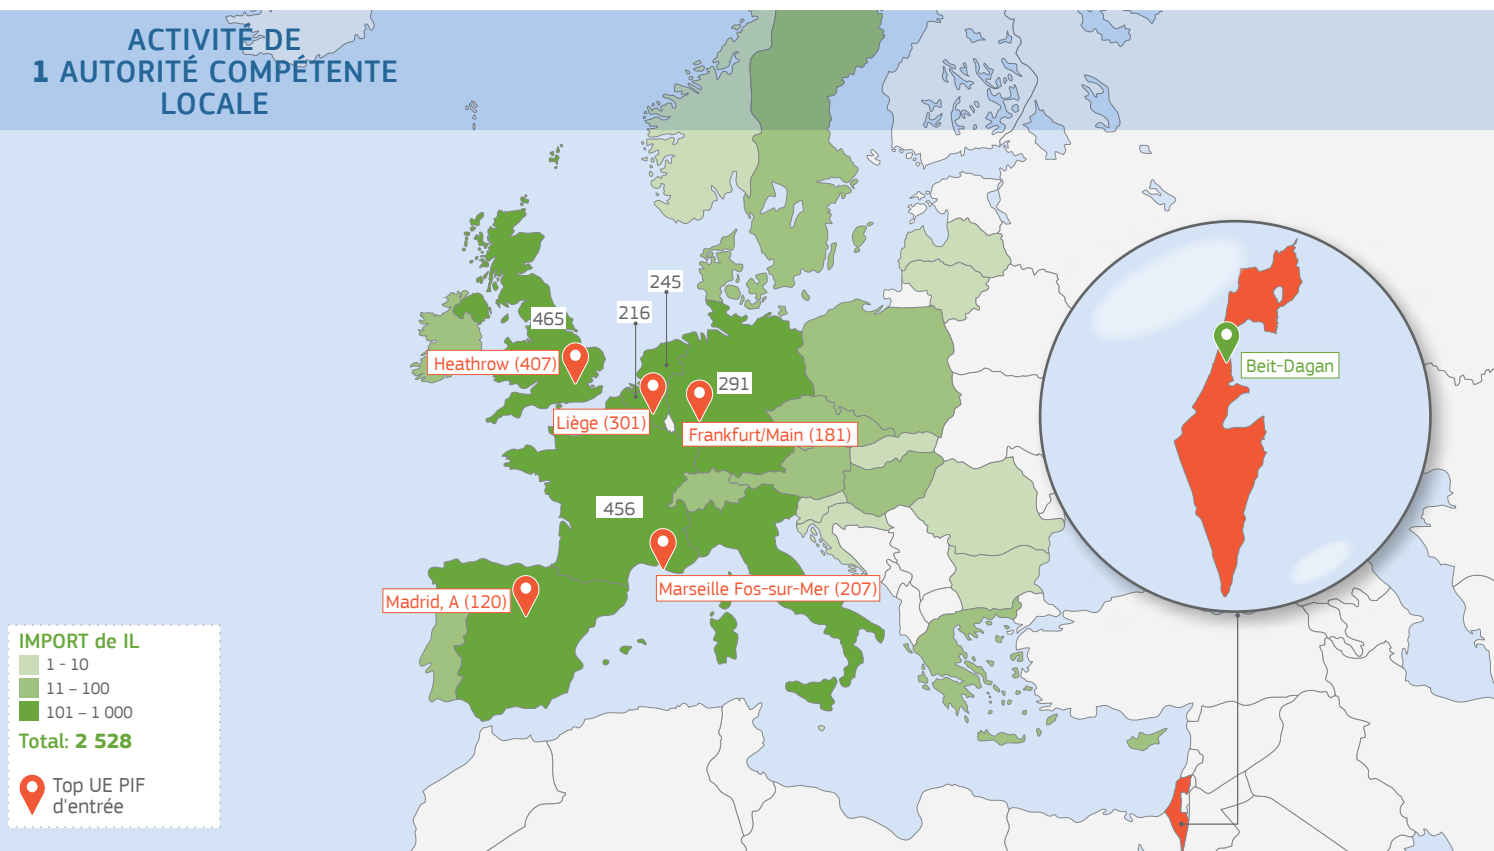 ACTIVITÉ DE
1 AUTORITÉ COMPÉTENTE
LOCALE
245
216
465
Heathrow (407)
291
Beit-Dagan
Liège (301)
Frankfurt/Main (181)
456
Marseille Fos-sur-Mer (207)
Madrid, A (120)
IMPORT de IL
1 - 10
11 – 100
101 – 1 000
Total: 2 528
Top UE PIF
d'entrée